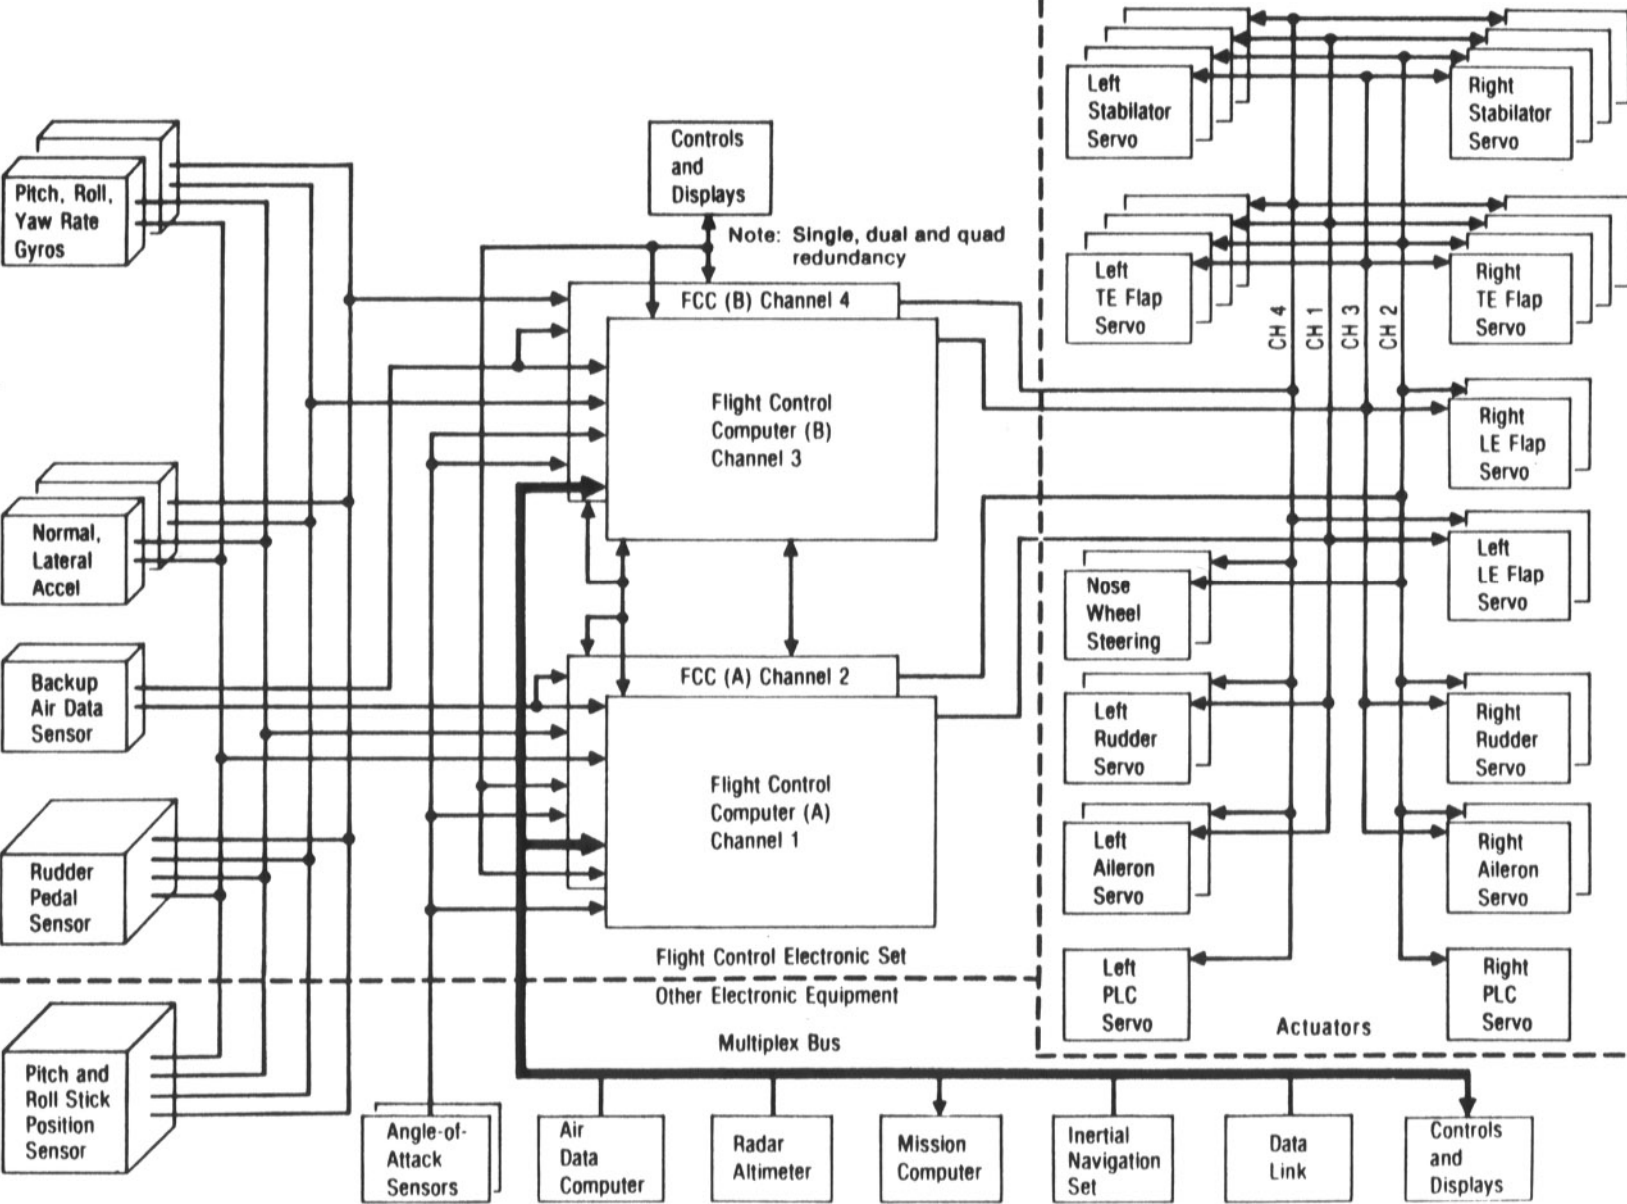 Left
Stabilator
Servo
Right
Stabilator
Servo
Controls
and
Displays
Pitch, Roll,
Yaw Rate
Gyros
Note: Single, dual and quad
redundancy
Left
TE Flap
Servo
Right
TE Flap
Servo
CH 4
CH 1
CH 3
CH 2
FCC (B) Channel 4
Flight Control
Computer (B)
Channel 3
Right
LE Flap
Servo
Normal,
Lateral
Accel
Left
LE Flap
Servo
Nose
Wheel
Steering
Backup
Air Data
Sensor
FCC (A) Channel 2
Left
Rudder
Servo
Right
Rudder
Servo
Flight Control
Computer (A)
Channel 1
Left
Aileron
Servo
Right
Aileron
Servo
Rudder
Pedal
Sensor
Flight Control Electronic Set
Other Electronic Equipment
Left
PLC
Servo
Right
PLC
Servo
Actuators
Multiplex Bus
Pitch and
Roll Stick
Position
Sensor
Angle-of-
Attack
Sensors
Air
Data
Computer
Radar
Altimeter
Mission
Computer
Inertial
Navigation
Set
Data
Link
Controls
and
Displays